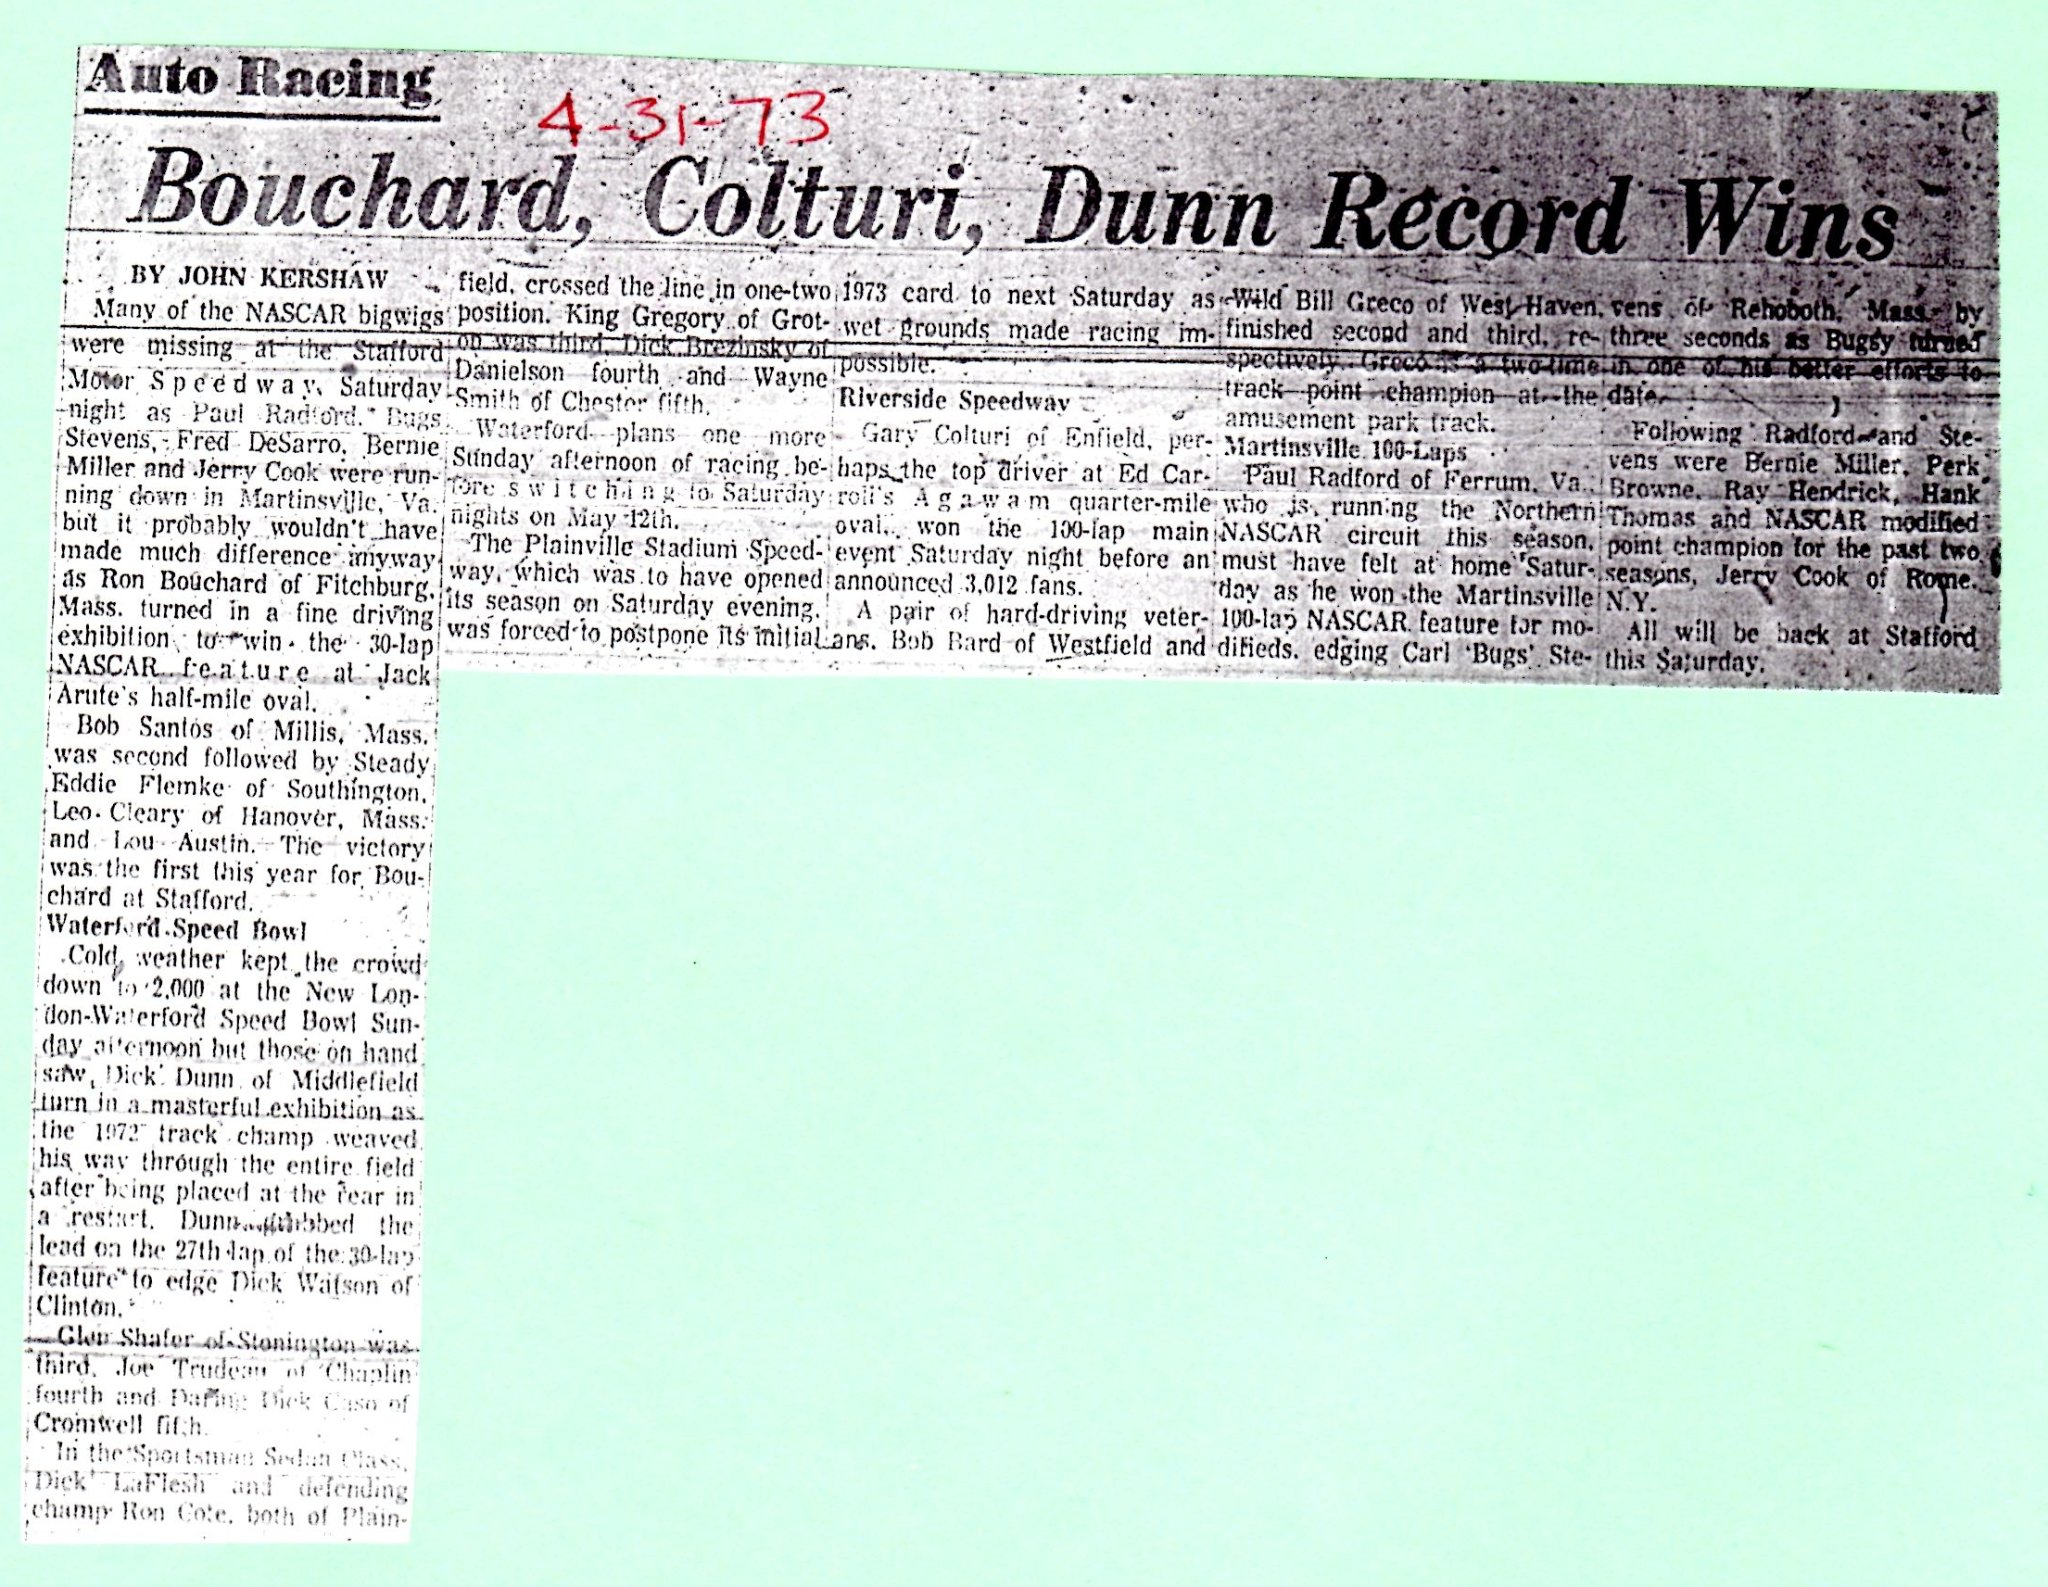 Auto Racing
4-31-73
Bouchard, Colturi, Dunn Record Wins
BY JOHN KERSHAW
Many of the NASCAR bigwigs
were missing at the Stafford
Motor Speedway, Saturday
night as Paul Radford, Bugs
Stevens, Fred DeSarro, Bernie
Miller and Jerry Cook were run-
ning down in Martinsville, Va.
but it probably wouldn't have
made much difference anyway
as Ron Bouchard of Fitchburg,
Mass. turned in a fine driving
exhibition to win the 30-lap
NASCAR feature at Jack
Arute's half-mile oval.
Bob Santos of Millis, Mass.
was second followed by Steady
Eddie Flemke of Southington,
Leo Cleary of Hanover, Mass.
and Lou Austin. The victory
was the first this year for Bou-
chard at Stafford.
Waterford Speed Bowl
Cold weather kept the crowd
down to 2,000 at the New Lon-
don-Waterford Speed Bowl Sun-
day afternoon but those on hand
saw Dick Dunn of Middlefield
turn in a masterful exhibition as
the 1972 track champ weaved
his way through the entire field
after being placed at the rear in
a restart. Dunn grabbed the
lead on the 27th lap of the 30-lap
feature to edge Dick Watson of
Clinton.
Glen Shafer of Stonington was
third, Joe Trudeau of Chaplin
fourth and Daring Dick Caso of
Cromwell fifth.
In the Sportsman Sedan Class,
Dick LaFlesh and defending
champ Ron Cote, both of Plain-
field, crossed the line in one-two
position. King Gregory of Grot-
on was third, Dick Brezinsky of
Danielson fourth and Wayne
Smith of Chester fifth.
Waterford plans one more
Sunday afternoon of racing be-
fore switching to Saturday
nights on May 12th.
The Plainville Stadium Speed-
way, which was to have opened
its season on Saturday evening,
was forced to postpone its initial
1973 card to next Saturday as
wet grounds made racing im-
possible.
Riverside Speedway
Gary Colturi of Enfield, per-
haps the top driver at Ed Car-
roll's Agawam quarter-mile
oval, won the 100-lap main
event Saturday night before an
announced 3,012 fans.
A pair of hard-driving veter-
ans, Bob Bard of Westfield and
Wild Bill Greco of West Haven,
finished second and third, re-
spectively. Greco is a two-time
track point champion at the
amusement park track.
Martinsville 100-Laps
Paul Radford of Ferrum, Va.,
who is running the Northern
NASCAR circuit this season,
must have felt at home Satur-
day as he won the Martinsville
100-lap NASCAR feature for mo-
difieds, edging Carl 'Bugs' Ste-
vens of Rehoboth, Mass. by
three seconds as Bugsy turned
in one of his better efforts to
date.
Following Radford and Ste-
vens were Bernie Miller, Perk
Browne, Ray Hendrick, Hank
Thomas and NASCAR modified
point champion for the past two
seasons, Jerry Cook of Rome,
N.Y.
All will be back at Stafford
this Saturday.